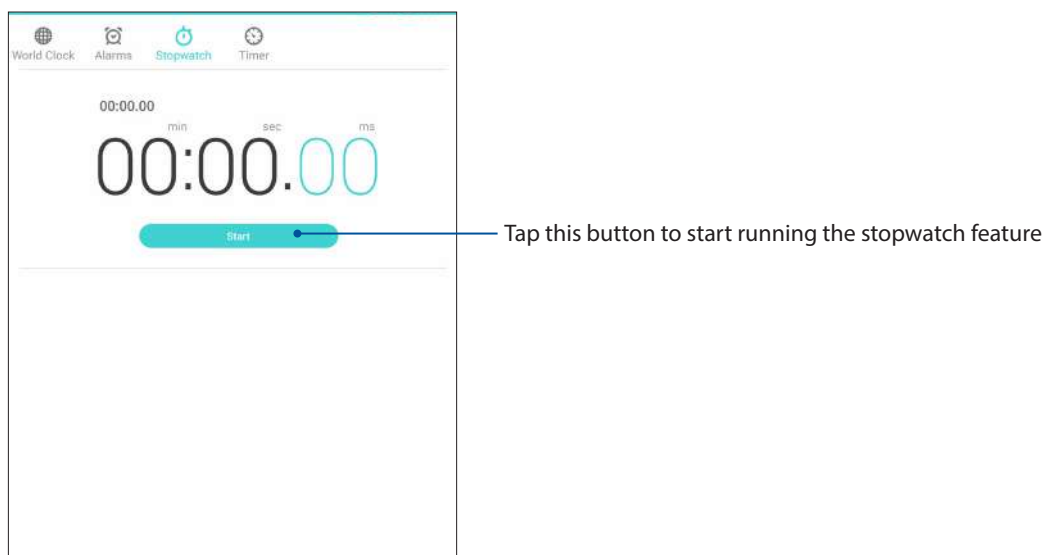 World Clock Alarms Stopwatch Timer
00:00.00
min sec ms
00:00.00
Start
Tap this button to start running the stopwatch feature